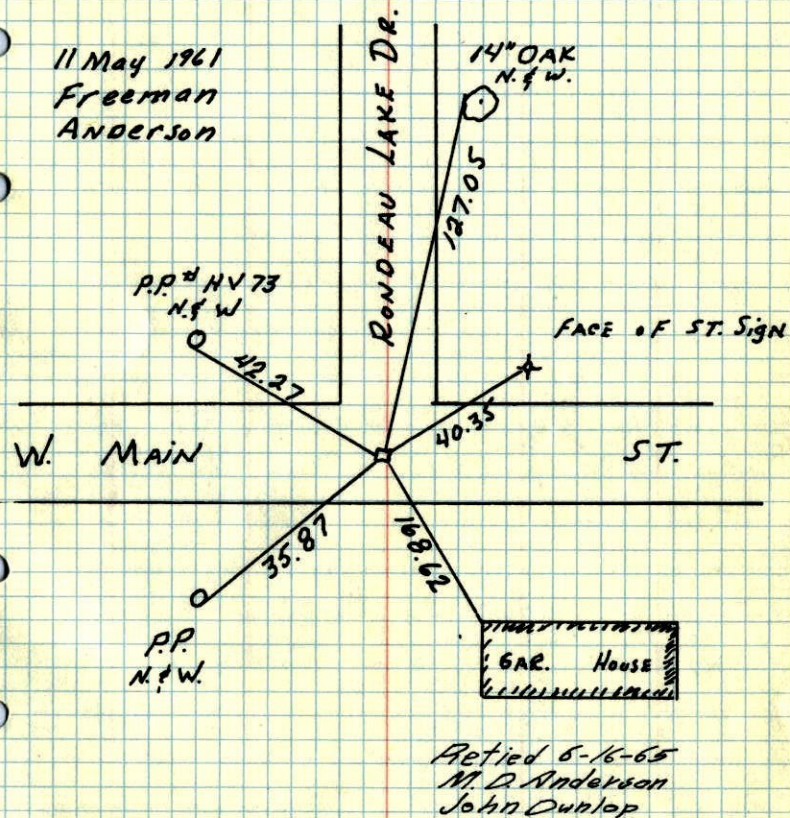 11 May 1961
Freeman
Anderson
RONDEAU LAKE DR.
14" OAK
N. & W.
127.05
P.P. # HV 73
N. & W
42.27
FACE OF ST. SIGN
40.35
W. MAIN ST.
35.87
168.62
P.P.
N. & W.
GAR. HOUSE
Retied 6-16-65
M. D. Anderson
John Dunlop